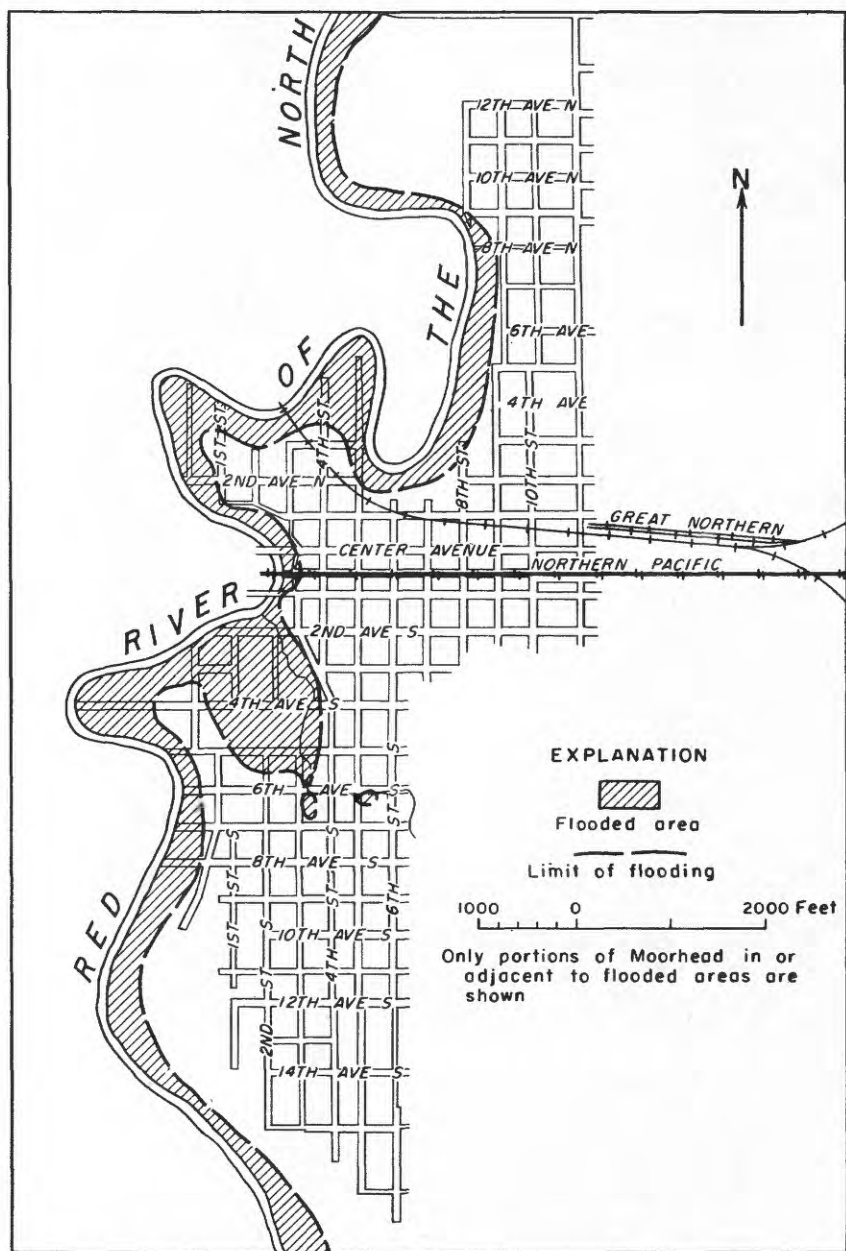 RED RIVER OF THE NORTH
N
12TH AVE N
10TH AVE N
8TH AVE N
6TH AVE
4TH AVE
1ST ST
4TH ST
8TH ST
10TH ST
2ND AVE N
GREAT NORTHERN
CENTER AVENUE
NORTHERN PACIFIC
2ND AVE S
4TH AVE S
6TH AVE S
8TH AVE S
10TH AVE S
12TH AVE S
14TH AVE S
1ST ST S
2ND ST S
4TH ST S
6TH ST S
EXPLANATION
Flooded area
Limit of flooding
1000 0 2000 Feet
Only portions of Moorhead in or
adjacent to flooded areas are
shown